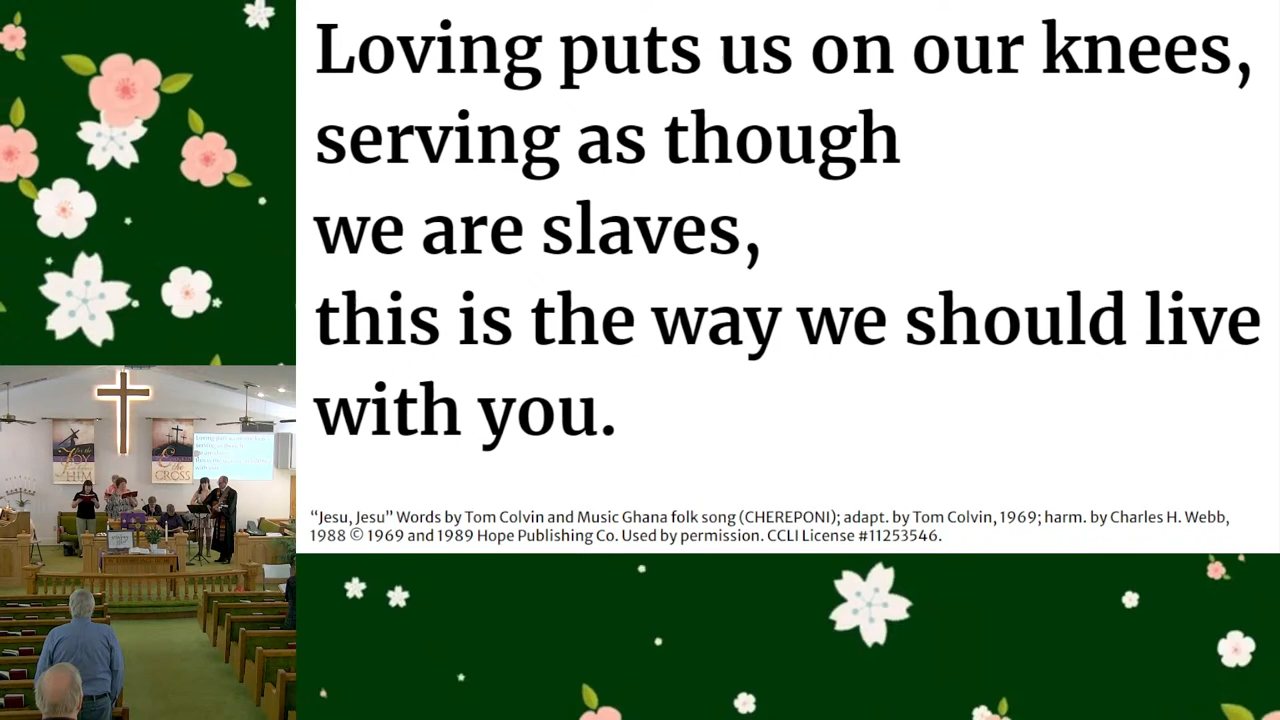 Loving puts us on our knees,
serving as though
we are slaves,
this is the way we should live
with you.
“Jesu, Jesu” Words by Tom Colvin and Music Ghana folk song (CHEREPONI); adapt. by Tom Colvin, 1969; harm. by Charles H. Webb,
1988 © 1969 and 1989 Hope Publishing Co. Used by permission. CCLI License #11253546.
HIM
CROSS